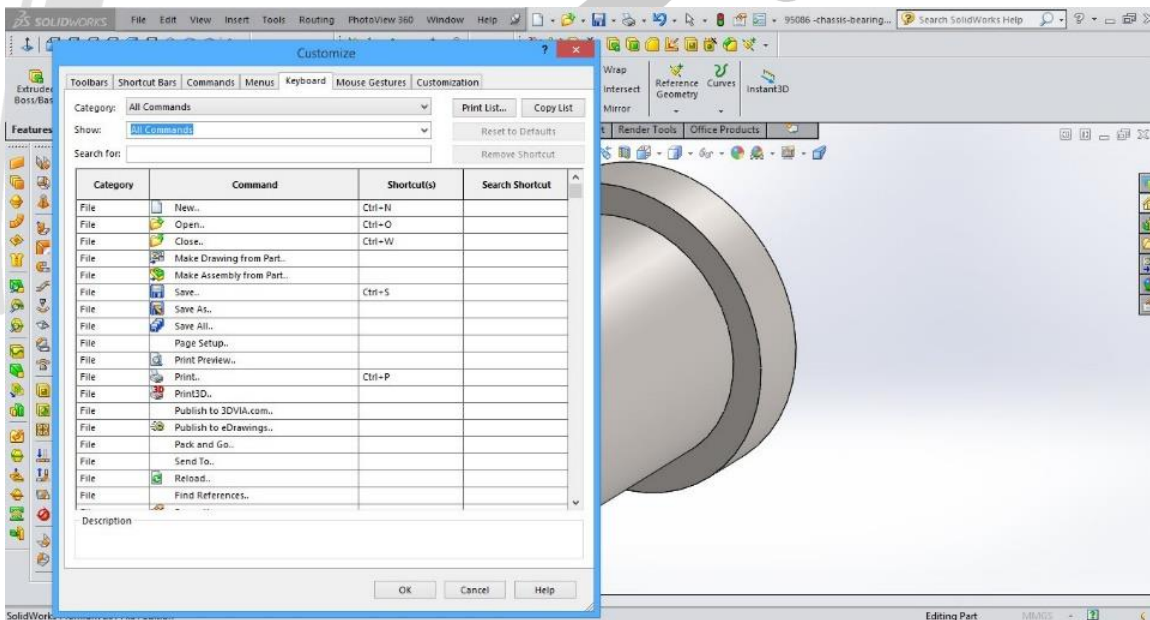 SOLIDWORKS File Edit View Insert Tools Routing PhotoView 360 Window Help 95086 -chassis-bearing... Search SolidWorks Help
Customize ?
Toolbars Shortcut Bars Commands Menus Keyboard Mouse Gestures Customization
Category: All Commands Print List... Copy List
Show: All Commands Reset to Defaults
Search for: Remove Shortcut
Category Command Shortcut(s) Search Shortcut
File New.. Ctrl+N
File Open.. Ctrl+O
File Close.. Ctrl+W
File Make Drawing from Part..
File Make Assembly from Part..
File Save.. Ctrl+S
File Save As..
File Save All..
File Page Setup..
File Print Preview..
File Print.. Ctrl+P
File Print3D..
File Publish to 3DVIA.com..
File Publish to eDrawings..
File Pack and Go..
File Send To..
File Reload..
File Find References..
Description
OK Cancel Help
Extruded
Boss/Bas
Features
Wrap
Intersect
Mirror
Reference
Geometry
Curves
Instant3D
Render Tools Office Products
SolidWorks
Editing Part MMGS